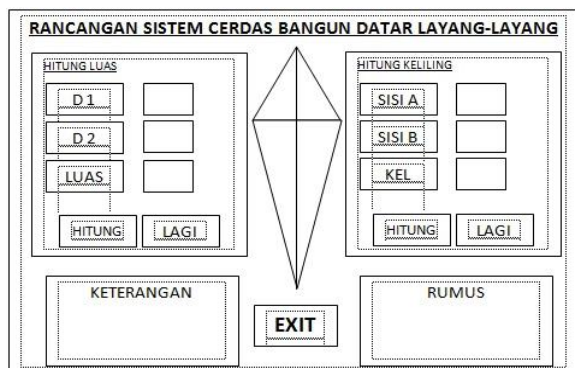 RANCANGAN SISTEM CERDAS BANGUN DATAR LAYANG-LAYANG
HITUNG LUAS
D 1
D 2
LUAS
HITUNG
LAGI
HITUNG KELILING
SISI A
SISI B
KEL
HITUNG
LAGI
KETERANGAN
EXIT
RUMUS